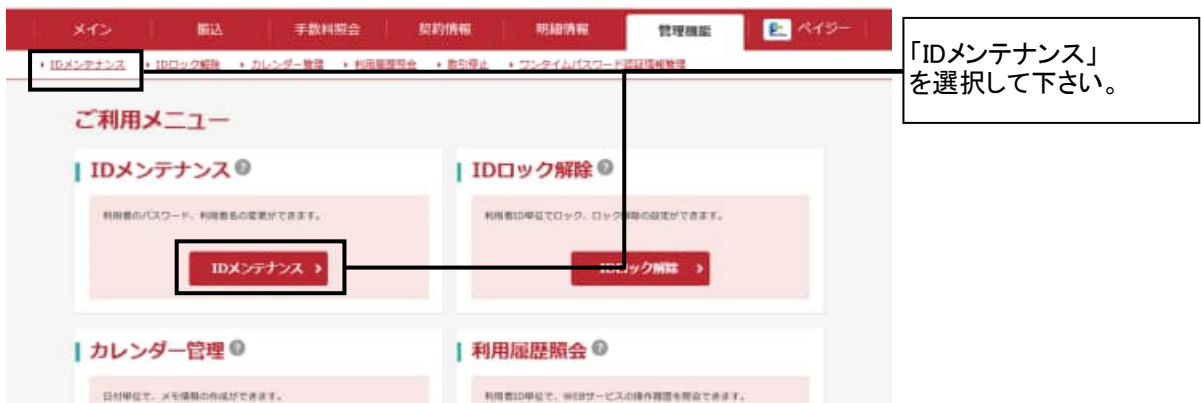 メイン 振込 手数料照会 契約情報 明細情報 管理機能 ペイジー
IDメンテナンス IDロック解除 カレンダー管理 利用履歴照会 取引停止 ワンタイムパスワード認証情報管理
「IDメンテナンス」
を選択して下さい。
ご利用メニュー
IDメンテナンス
利用者のパスワード、利用者名の変更ができます。
IDメンテナンス
IDロック解除
利用者ID単位でロック、ロック解除の設定ができます。
IDロック解除
カレンダー管理
日付単位で、メモ情報の作成ができます。
利用履歴照会
利用者ID単位で、WEBサービスの操作履歴を照会できます。